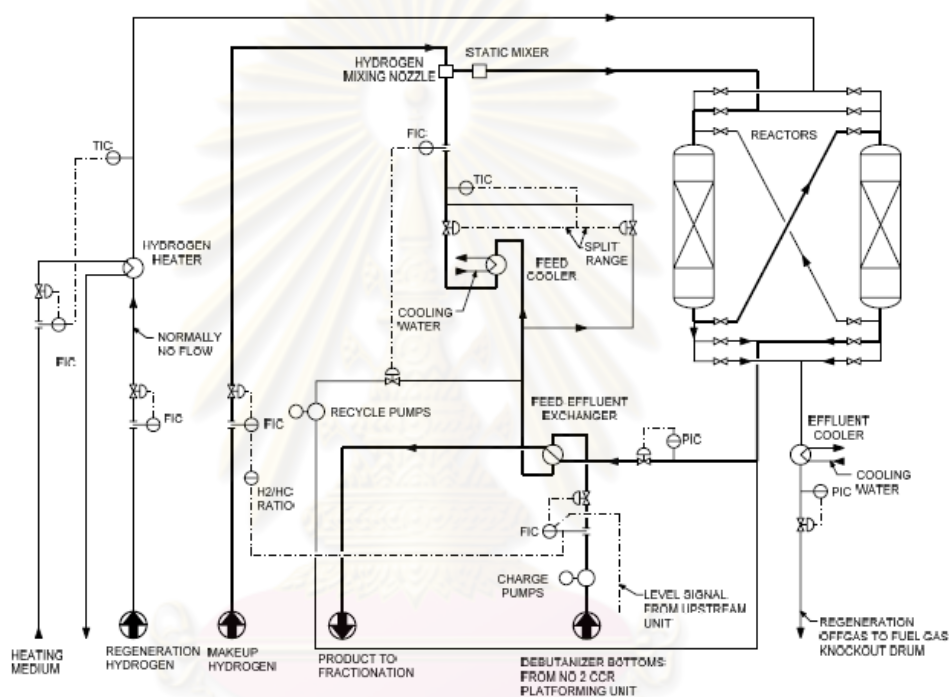 HYDROGEN
MIXING NOZZLE
STATIC MIXER
FIC
REACTORS
TIC
TIC
HYDROGEN
HEATER
SPLIT
RANGE
FEED
COOLER
COOLING
WATER
NORMALLY
NO FLOW
FIC
RECYCLE PUMPS
FEED EFFLUENT
EXCHANGER
EFFLUENT
COOLER
FIC
FIC
PIC
COOLING
WATER
PIC
H2/HC
RATIO
FIC
CHARGE
PUMPS
LEVEL SIGNAL
FROM UPSTREAM
UNIT
HEATING
MEDIUM
REGENERATION
HYDROGEN
MAKEUP
HYDROGEN
PRODUCT TO
FRACTIONATION
DEBUTANIZER BOTTOMS
FROM NO 2 CCR
PLATFORMING UNIT
REGENERATION
OFFGAS TO FUEL GAS
KNOCKOUT DRUM